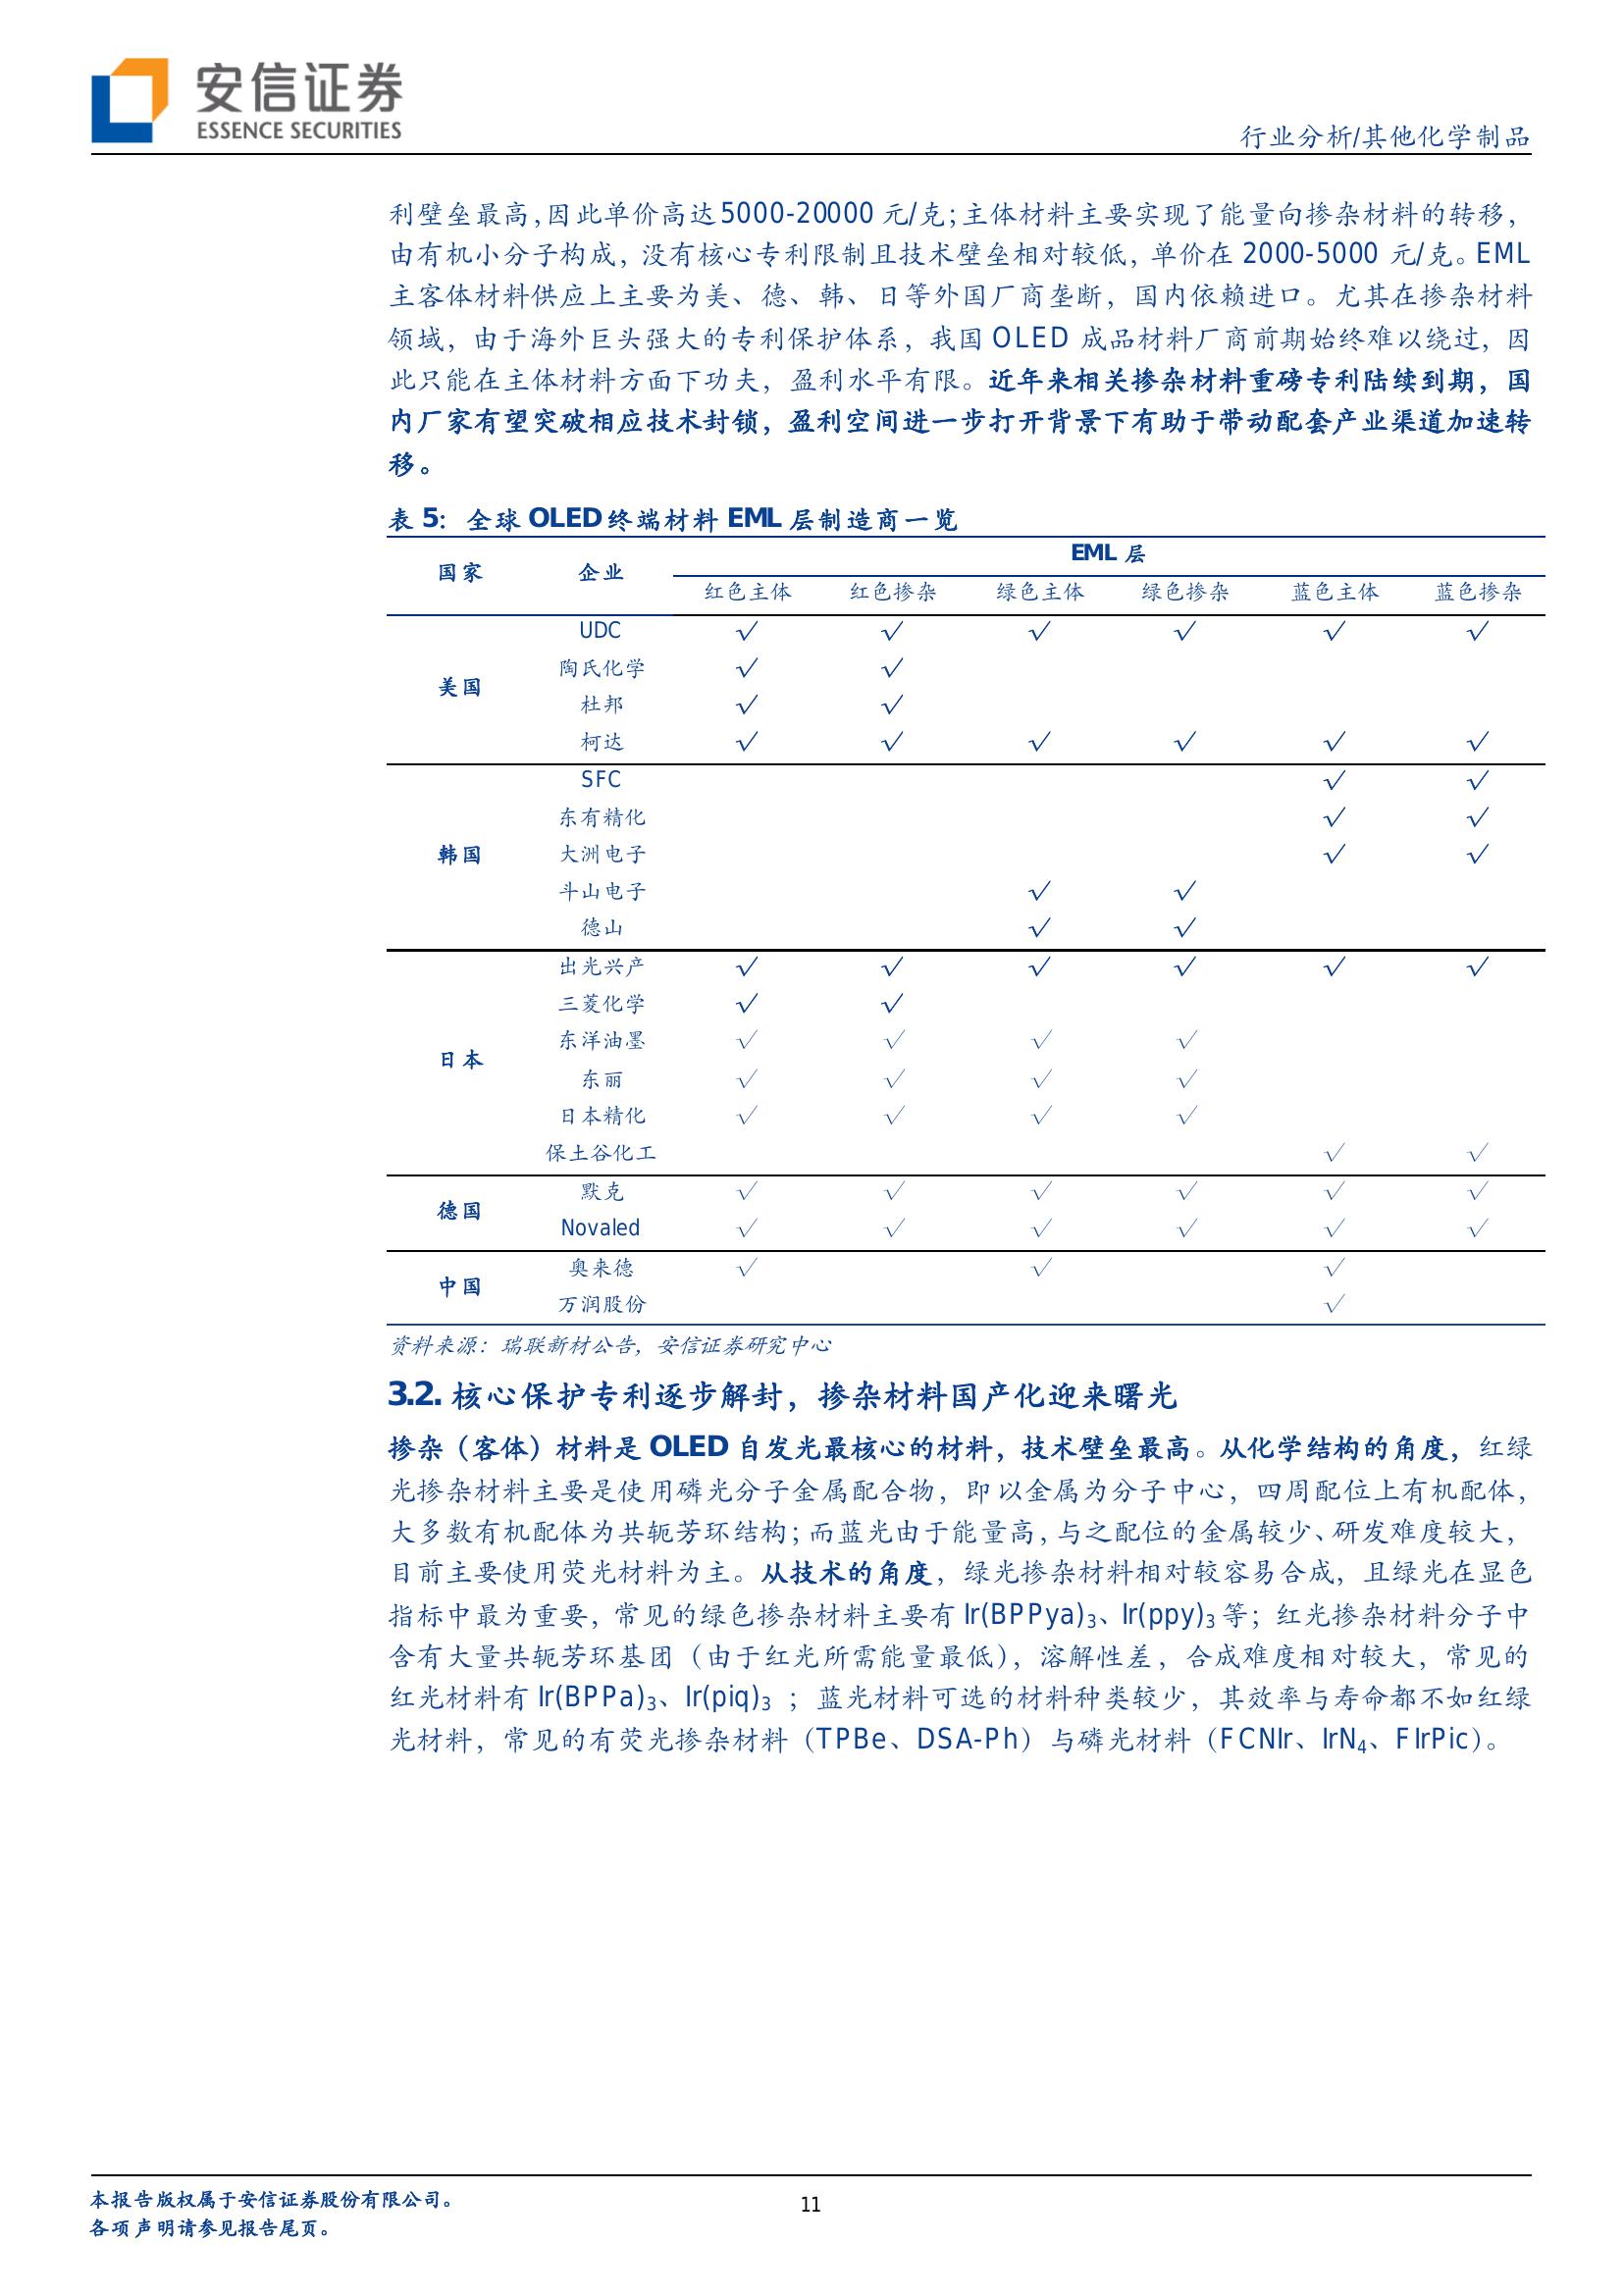 安信证券
ESSENCE SECURITIES
行业分析/其他化学制品
利壁垒最高，因此单价高达 5000-20000 元/克；主体材料主要实现了能量向掺杂材料的转移，
由有机小分子构成，没有核心专利限制且技术壁垒相对较低，单价在 2000-5000 元/克。EML
主客体材料供应上主要为美、德、韩、日等外国厂商垄断，国内依赖进口。尤其在掺杂材料
领域，由于海外巨头强大的专利保护体系，我国 OLED 成品材料厂商前期始终难以绕过，因
此只能在主体材料方面下功夫，盈利水平有限。近年来相关掺杂材料重磅专利陆续到期，国
内厂家有望突破相应技术封锁，盈利空间进一步打开背景下有助于带动配套产业渠道加速转
移。
表 5：全球 OLED 终端材料 EML 层制造商一览
国家 企业 EML 层
红色主体 红色掺杂 绿色主体 绿色掺杂 蓝色主体 蓝色掺杂
美国
UDC √ √ √ √ √ √
陶氏化学 √ √
杜邦 √ √
柯达 √ √ √ √ √ √
韩国
SFC √ √
东有精化 √ √
大洲电子 √ √
斗山电子 √ √
德山 √ √
日本
出光兴产 √ √ √ √ √ √
三菱化学 √ √
东洋油墨 √ √ √ √
东丽 √ √ √ √
日本精化 √ √ √ √
保土谷化工 √ √
德国
默克 √ √ √ √ √ √
Novaled √ √ √ √ √ √
中国
奥来德 √ √ √
万润股份 √
资料来源：瑞联新材公告，安信证券研究中心
3.2. 核心保护专利逐步解封，掺杂材料国产化迎来曙光
掺杂（客体）材料是 OLED 自发光最核心的材料，技术壁垒最高。从化学结构的角度，红绿
光掺杂材料主要是使用磷光分子金属配合物，即以金属为分子中心，四周配位上有机配体，
大多数有机配体为共轭芳环结构；而蓝光由于能量高，与之配位的金属较少、研发难度较大，
目前主要使用荧光材料为主。从技术的角度，绿光掺杂材料相对较容易合成，且绿光在显色
指标中最为重要，常见的绿色掺杂材料主要有 Ir(BPPya)₃、Ir(ppy)₃ 等；红光掺杂材料分子中
含有大量共轭芳环基团（由于红光所需能量最低），溶解性差，合成难度相对较大，常见的
红光材料有 Ir(BPPa)₃、Ir(piq)₃ ；蓝光材料可选的材料种类较少，其效率与寿命都不如红绿
光材料，常见的有荧光掺杂材料（TPBe、DSA-Ph）与磷光材料（FCNIr、IrN₄、FIrPic）。
本报告版权属于安信证券股份有限公司。
各项声明请参见报告尾页。
11